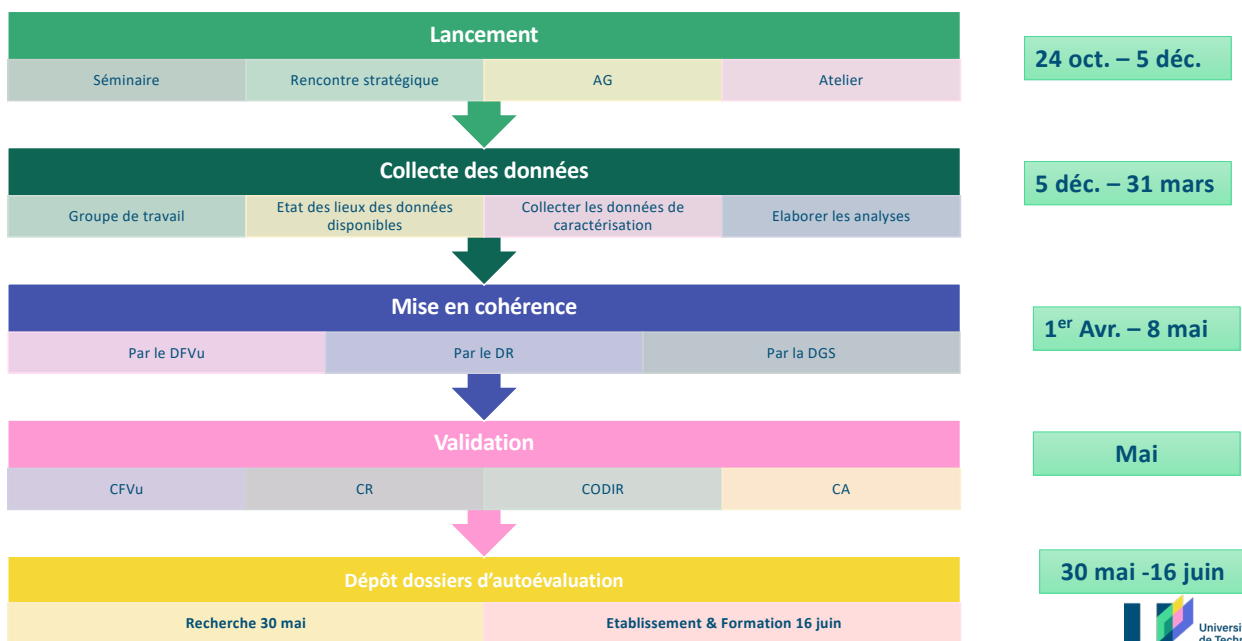 Lancement
24 oct. – 5 déc.
Séminaire
Rencontre stratégique
AG
Atelier
Collecte des données
5 déc. – 31 mars
Groupe de travail
Etat des lieux des données
disponibles
Collecter les données de
caractérisation
Elaborer les analyses
Mise en cohérence
1er Avr. – 8 mai
Par le DFVu
Par le DR
Par la DGS
Validation
Mai
CFVu
CR
CODIR
CA
Dépôt dossiers d’autoévaluation
30 mai -16 juin
Recherche 30 mai
Etablissement & Formation 16 juin